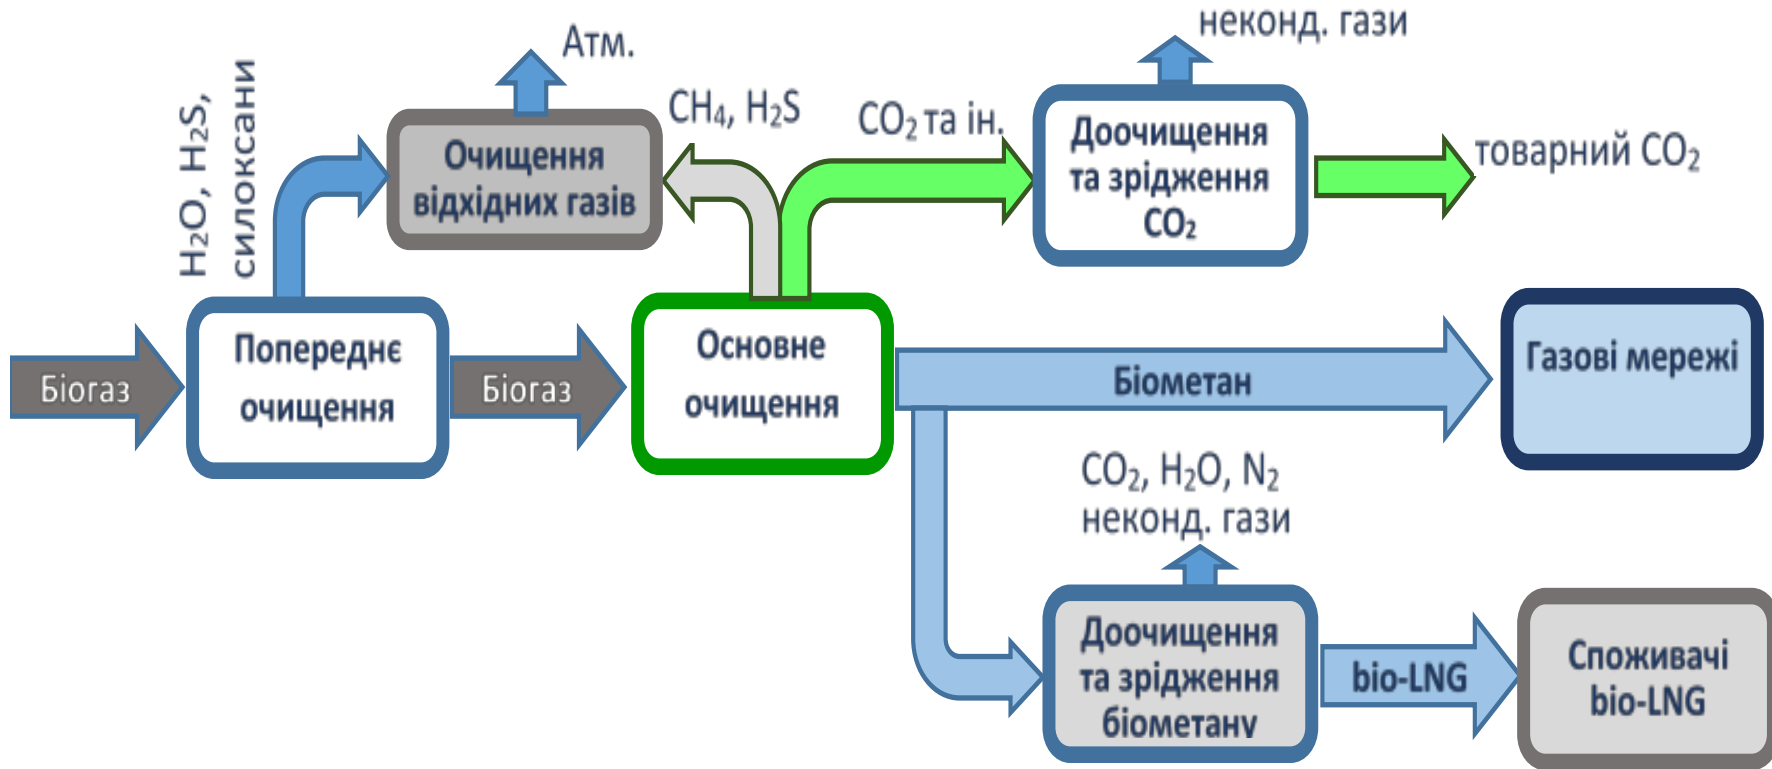 неконд. гази
Атм.
H₂O, H₂S,
силоксани
CH₄, H₂S
CO₂ та ін.
Очищення
відхідних газів
Доочищення
та зрідження
CO₂
товарний CO₂
Біогаз
Попереднє
очищення
Біогаз
Основне
очищення
Біометан
Газові мережі
CO₂, H₂O, N₂
неконд. гази
Доочищення
та зрідження
біометану
bio-LNG
Споживачі
bio-LNG